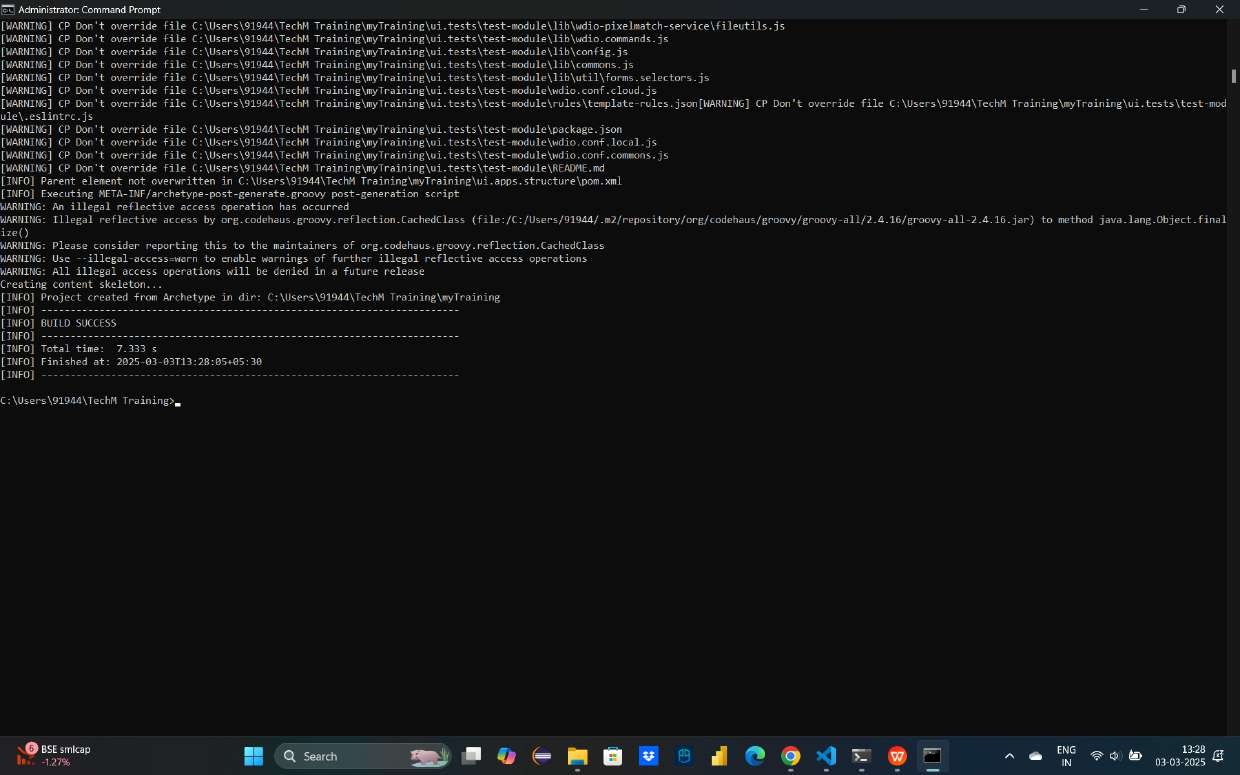 Administrator: Command Prompt
[WARNING] CP Don't override file C:\Users\91944\TechM Training\myTraining\ui.tests\test-module\lib\wdio-pixelmatch-service\fileutils.js
[WARNING] CP Don't override file C:\Users\91944\TechM Training\myTraining\ui.tests\test-module\lib\wdio.commands.js
[WARNING] CP Don't override file C:\Users\91944\TechM Training\myTraining\ui.tests\test-module\lib\config.js
[WARNING] CP Don't override file C:\Users\91944\TechM Training\myTraining\ui.tests\test-module\lib\commons.js
[WARNING] CP Don't override file C:\Users\91944\TechM Training\myTraining\ui.tests\test-module\lib\util\forms.selectors.js
[WARNING] CP Don't override file C:\Users\91944\TechM Training\myTraining\ui.tests\test-module\wdio.conf.cloud.js
[WARNING] CP Don't override file C:\Users\91944\TechM Training\myTraining\ui.tests\test-module\rules\template-rules.json[WARNING] CP Don't override file C:\Users\91944\TechM Training\myTraining\ui.tests\test-mod
ule\.eslintrc.js
[WARNING] CP Don't override file C:\Users\91944\TechM Training\myTraining\ui.tests\test-module\package.json
[WARNING] CP Don't override file C:\Users\91944\TechM Training\myTraining\ui.tests\test-module\wdio.conf.local.js
[WARNING] CP Don't override file C:\Users\91944\TechM Training\myTraining\ui.tests\test-module\wdio.conf.commons.js
[WARNING] CP Don't override file C:\Users\91944\TechM Training\myTraining\ui.tests\test-module\README.md
[INFO] Parent element not overwritten in C:\Users\91944\TechM Training\myTraining\ui.apps.structure\pom.xml
[INFO] Executing META-INF/archetype-post-generate.groovy post-generation script
WARNING: An illegal reflective access operation has occurred
WARNING: Illegal reflective access by org.codehaus.groovy.reflection.CachedClass (file:/C:/Users/91944/.m2/repository/org/codehaus/groovy/groovy-all/2.4.16/groovy-all-2.4.16.jar) to method java.lang.Object.final
ize()
WARNING: Please consider reporting this to the maintainers of org.codehaus.groovy.reflection.CachedClass
WARNING: Use --illegal-access=warn to enable warnings of further illegal reflective access operations
WARNING: All illegal access operations will be denied in a future release
Creating content skeleton...
[INFO] Project created from Archetype in dir: C:\Users\91944\TechM Training\myTraining
[INFO] ------------------------------------------------------------------------
[INFO] BUILD SUCCESS
[INFO] ------------------------------------------------------------------------
[INFO] Total time:  7.333 s
[INFO] Finished at: 2025-03-03T13:28:05+05:30
[INFO] ------------------------------------------------------------------------
C:\Users\91944\TechM Training>
6
BSE smlcap
-1.27%
Search
ENG
IN
13:28
03-03-2025